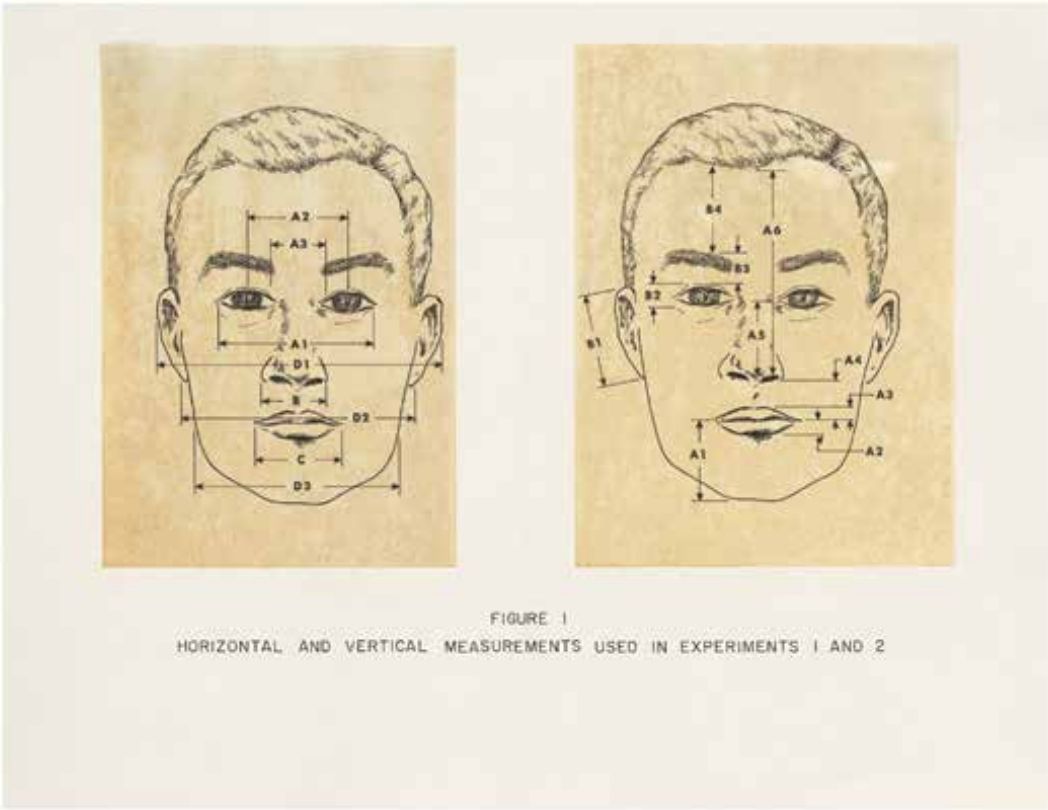 A2
A3
A1
D1
B
D2
C
D3
B4
A6
B3
B2
A5
B1
A4
A3
A1
A2
FIGURE 1
HORIZONTAL AND VERTICAL MEASUREMENTS USED IN EXPERIMENTS 1 AND 2